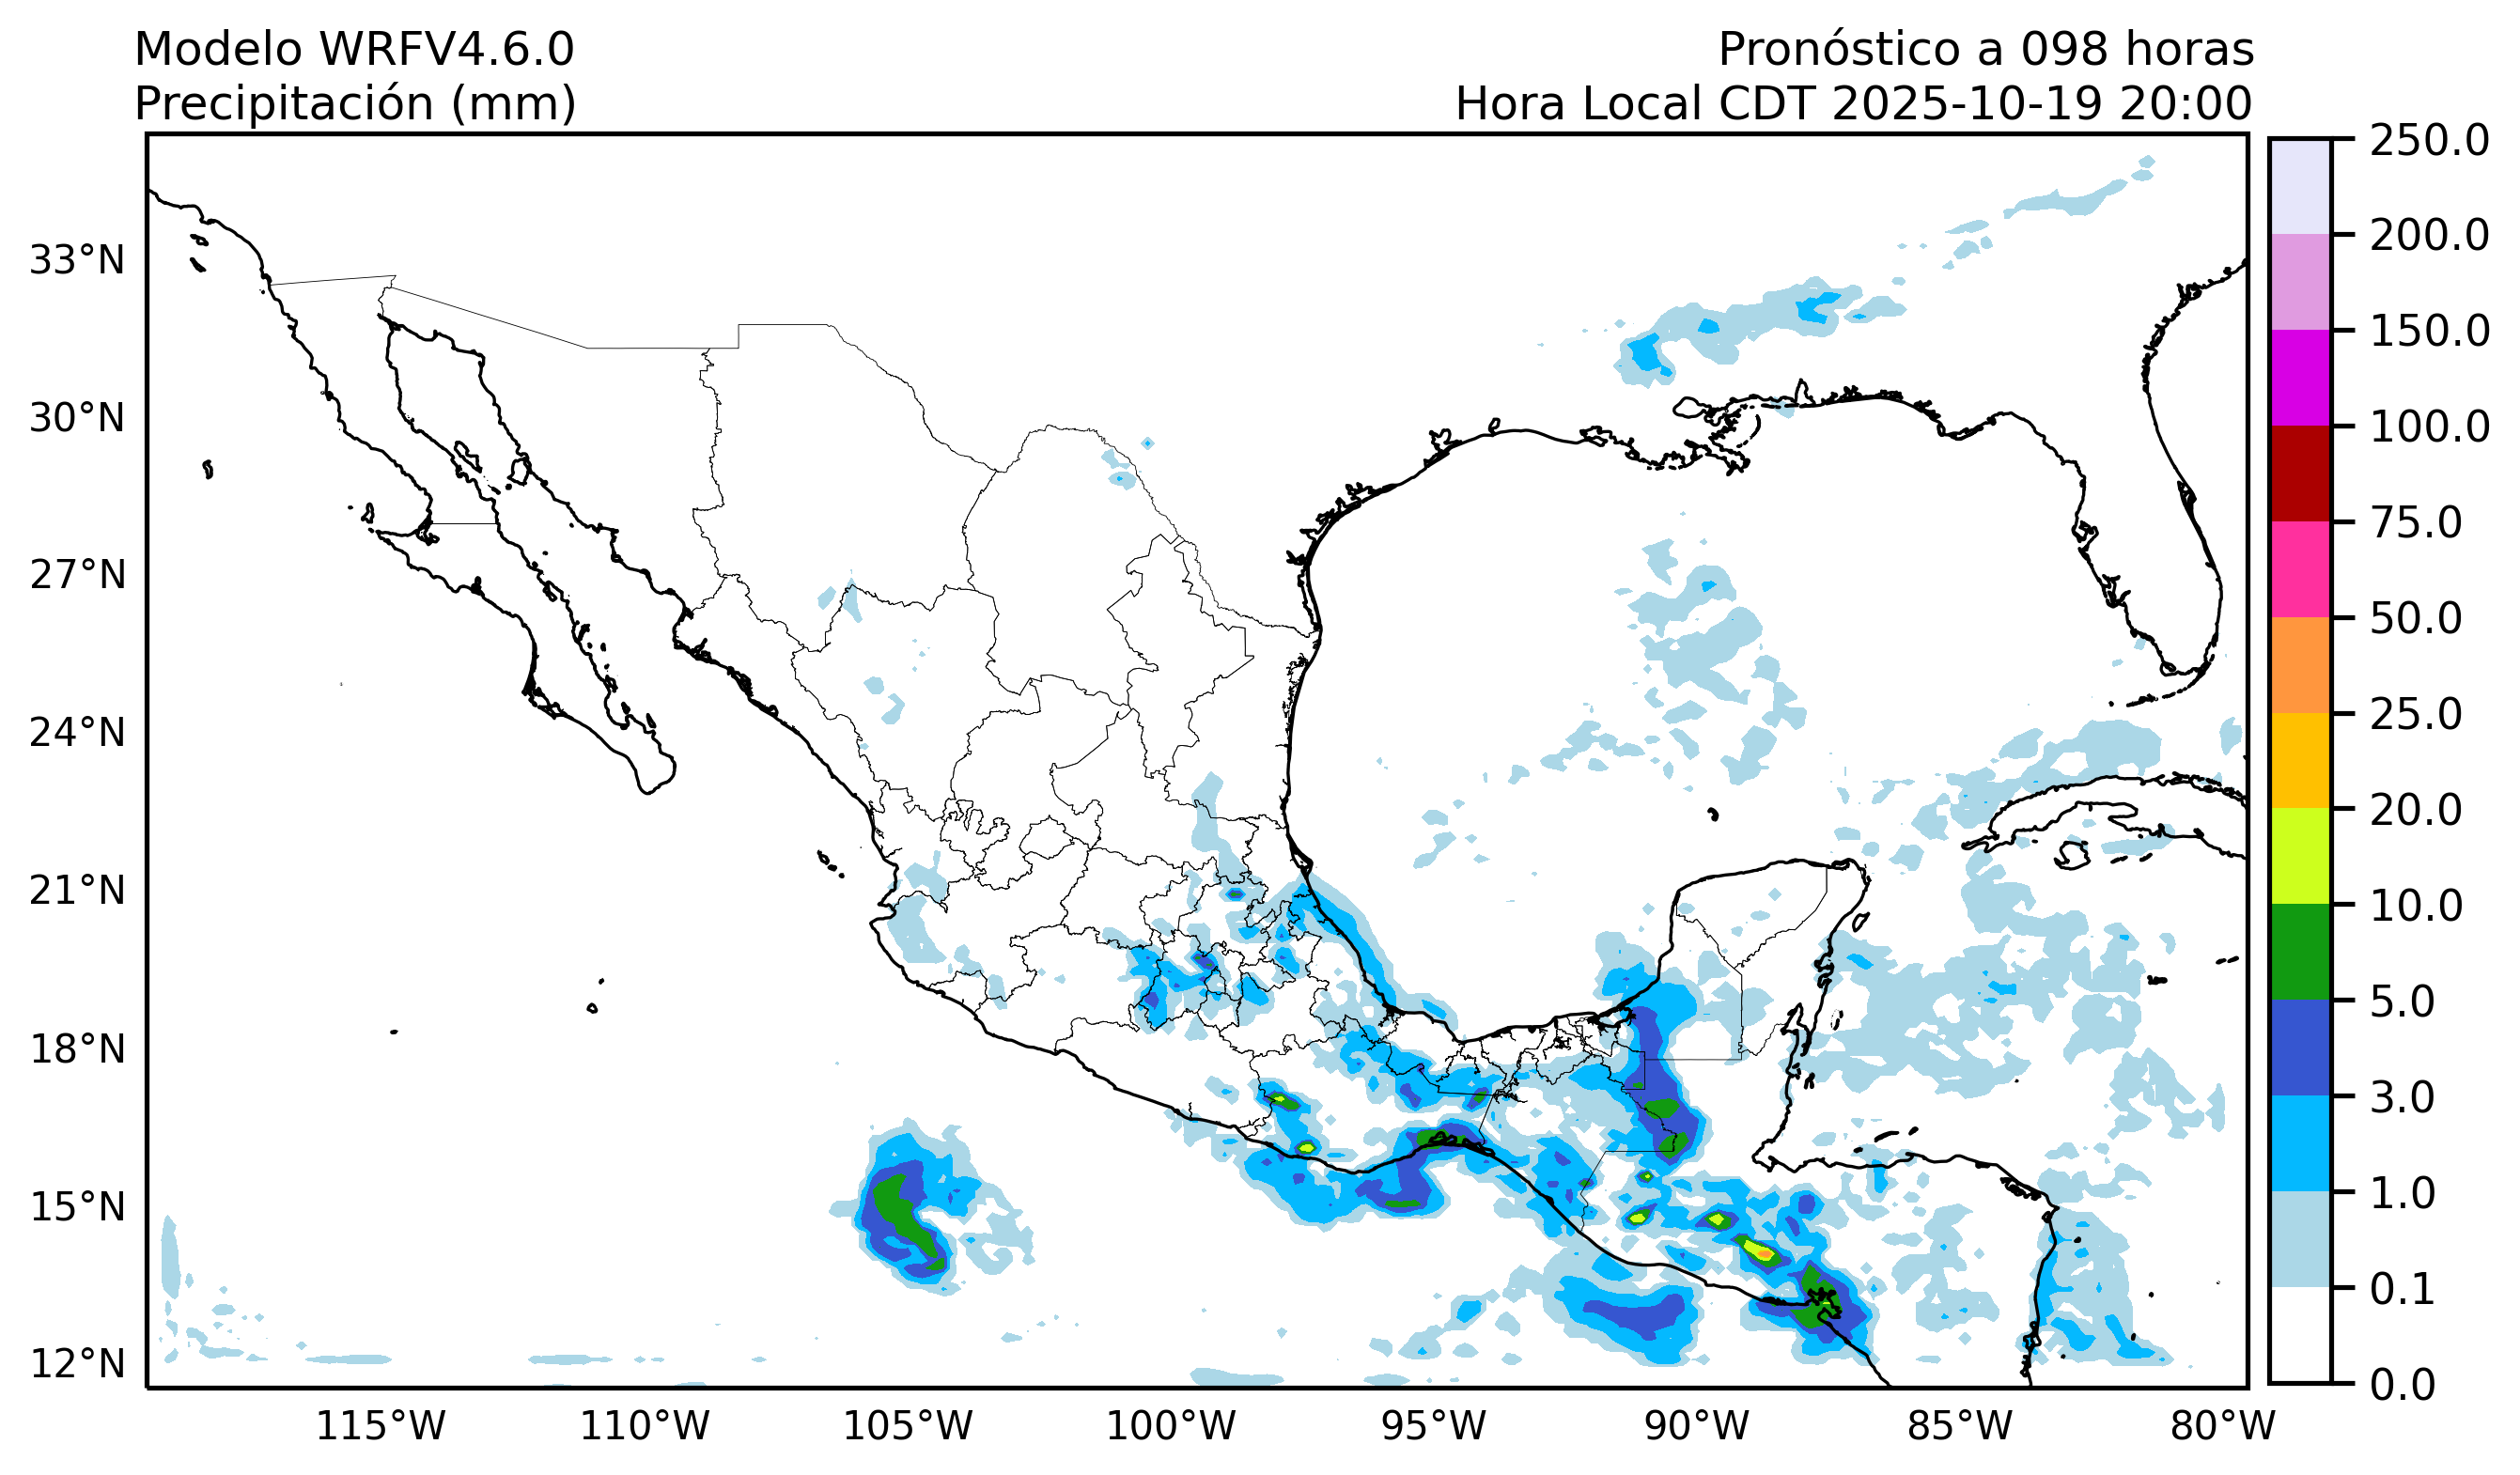 Modelo WRFV4.6.0
Precipitación (mm)
Pronóstico a 098 horas
Hora Local CDT 2025-10-19 20:00
33°N
30°N
27°N
24°N
21°N
18°N
15°N
12°N
115°W
110°W
105°W
100°W
95°W
90°W
85°W
80°W
250.0
200.0
150.0
100.0
75.0
50.0
25.0
20.0
10.0
5.0
3.0
1.0
0.1
0.0